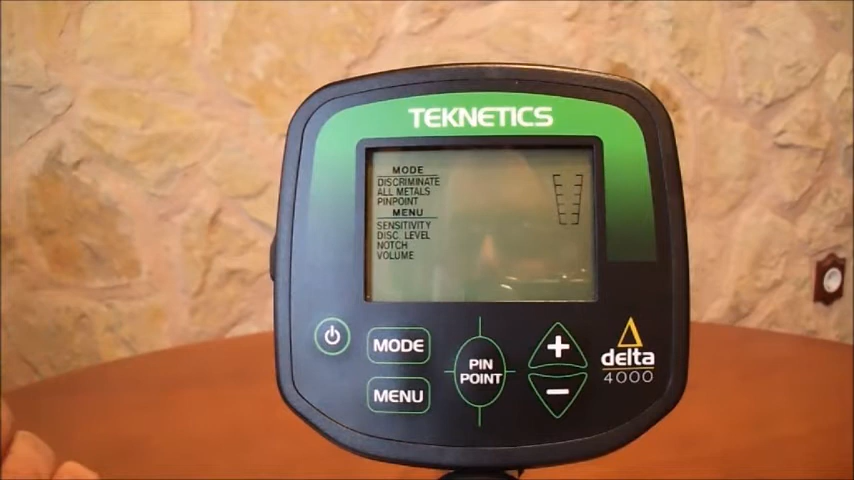 TEKNETICS
MODE
DISCRIMINATE
ALL METALS
PINPOINT
MENU
SENSITIVITY
DISC. LEVEL
NOTCH
VOLUME
MODE
MENU
PIN
POINT
+
−
delta
4000